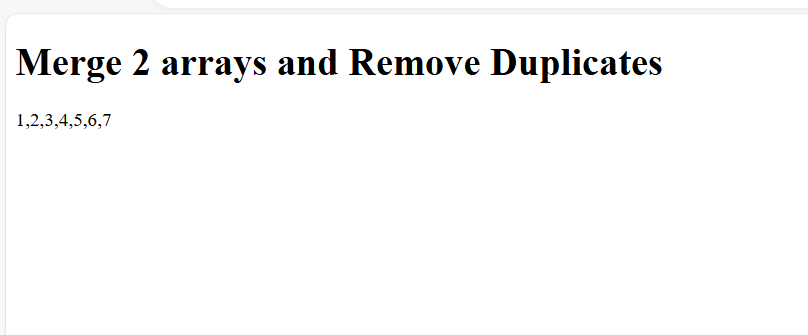 Merge 2 arrays and Remove Duplicates
1,2,3,4,5,6,7